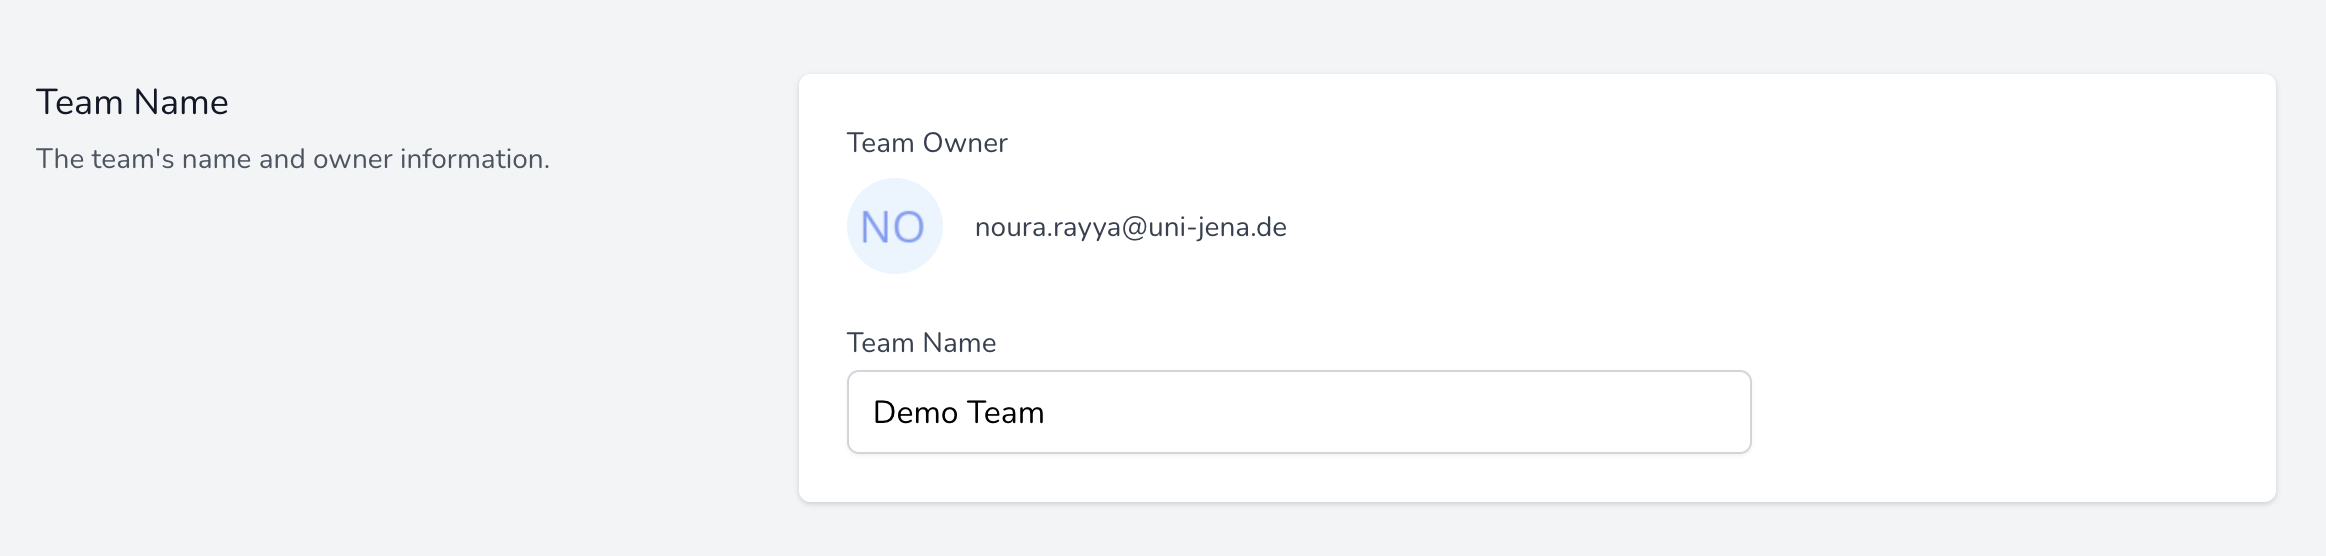 Team Name
The team's name and owner information.
Team Owner
NO
noura.rayya@uni-jena.de
Team Name
Demo Team